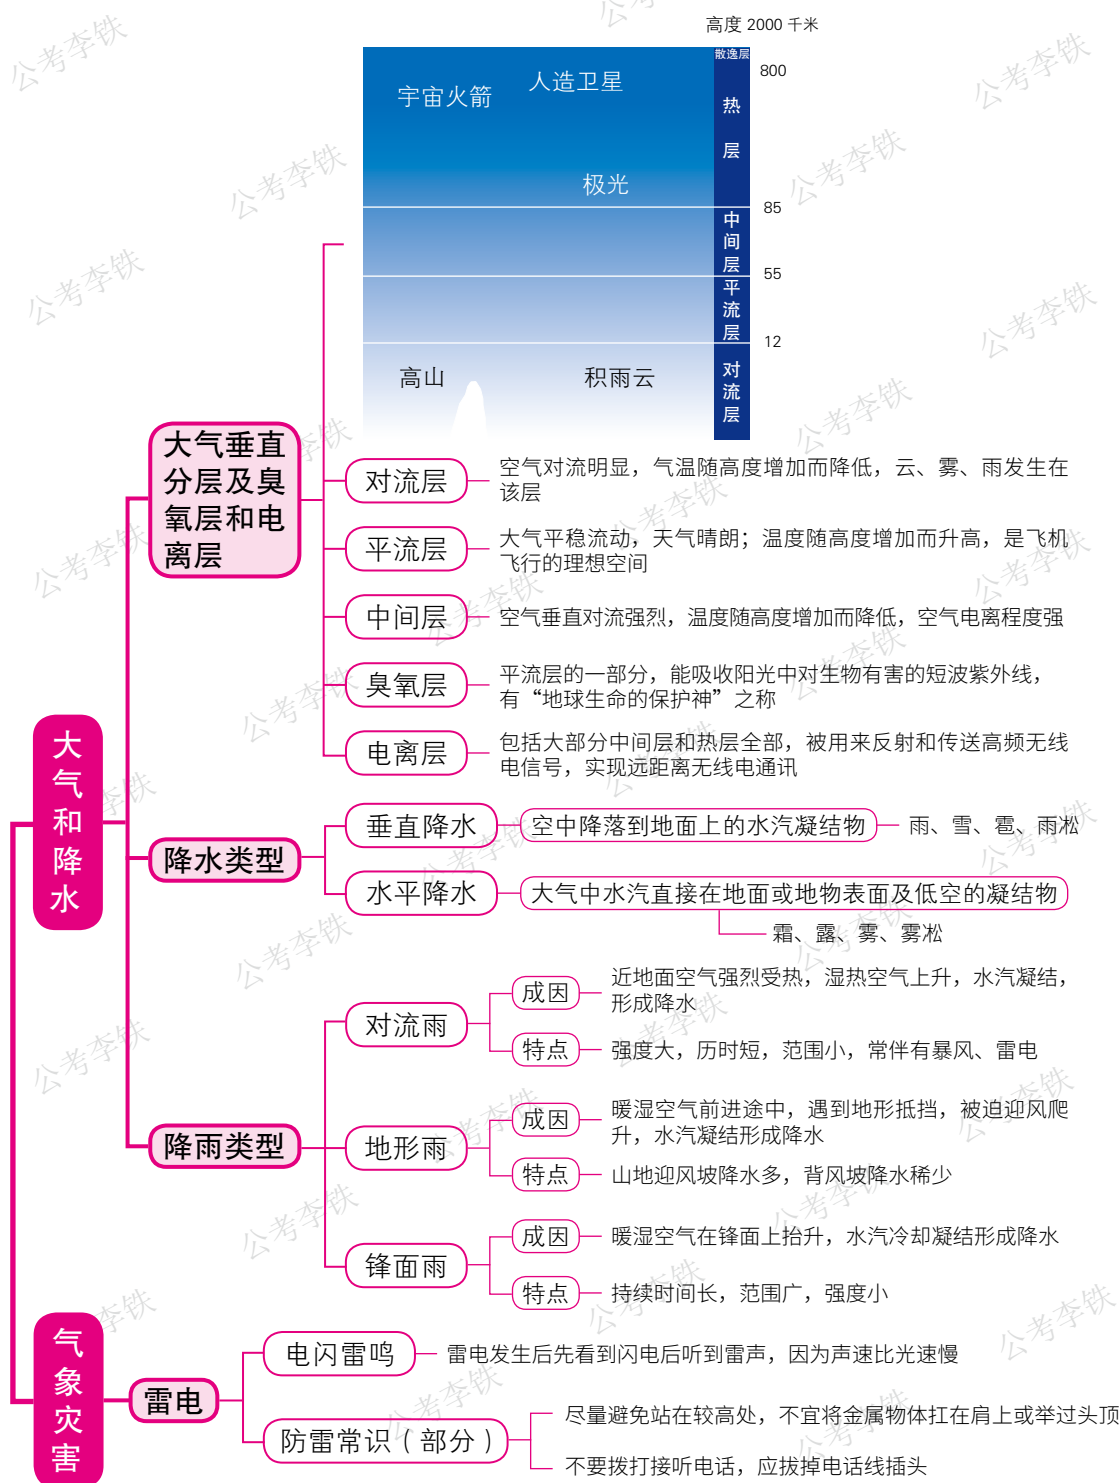 高度 2000 千米
散逸层
800
宇宙火箭
人造卫星
热层
极光
85
中间层
55
平流层
12
高山
积雨云
对流层
大气垂直
分层及臭
氧层和电
离层
对流层
空气对流明显，气温随高度增加而降低，云、雾、雨发生在
该层
平流层
大气平稳流动，天气晴朗；温度随高度增加而升高，是飞机
飞行的理想空间
中间层
空气垂直对流强烈，温度随高度增加而降低，空气电离程度强
臭氧层
平流层的一部分，能吸收阳光中对生物有害的短波紫外线，
有“地球生命的保护神”之称
电离层
包括大部分中间层和热层全部，被用来反射和传送高频无线
电信号，实现远距离无线电通讯
大气和降水
降水类型
垂直降水
空中降落到地面上的水汽凝结物
雨、雪、雹、雨凇
水平降水
大气中水汽直接在地面或地物表面及低空的凝结物
霜、露、雾、雾凇
降雨类型
对流雨
成因
近地面空气强烈受热，湿热空气上升，水汽凝结，
形成降水
特点
强度大，历时短，范围小，常伴有暴风、雷电
地形雨
成因
暖湿空气前进途中，遇到地形抵挡，被迫迎风爬
升，水汽凝结形成降水
特点
山地迎风坡降水多，背风坡降水稀少
锋面雨
成因
暖湿空气在锋面上抬升，水汽冷却凝结形成降水
特点
持续时间长，范围广，强度小
气象灾害
雷电
电闪雷鸣
雷电发生后先看到闪电后听到雷声，因为声速比光速慢
防雷常识（部分）
尽量避免站在较高处，不宜将金属物体扛在肩上或举过头顶
不要拨打接听电话，应拔掉电话线插头
公考李铁